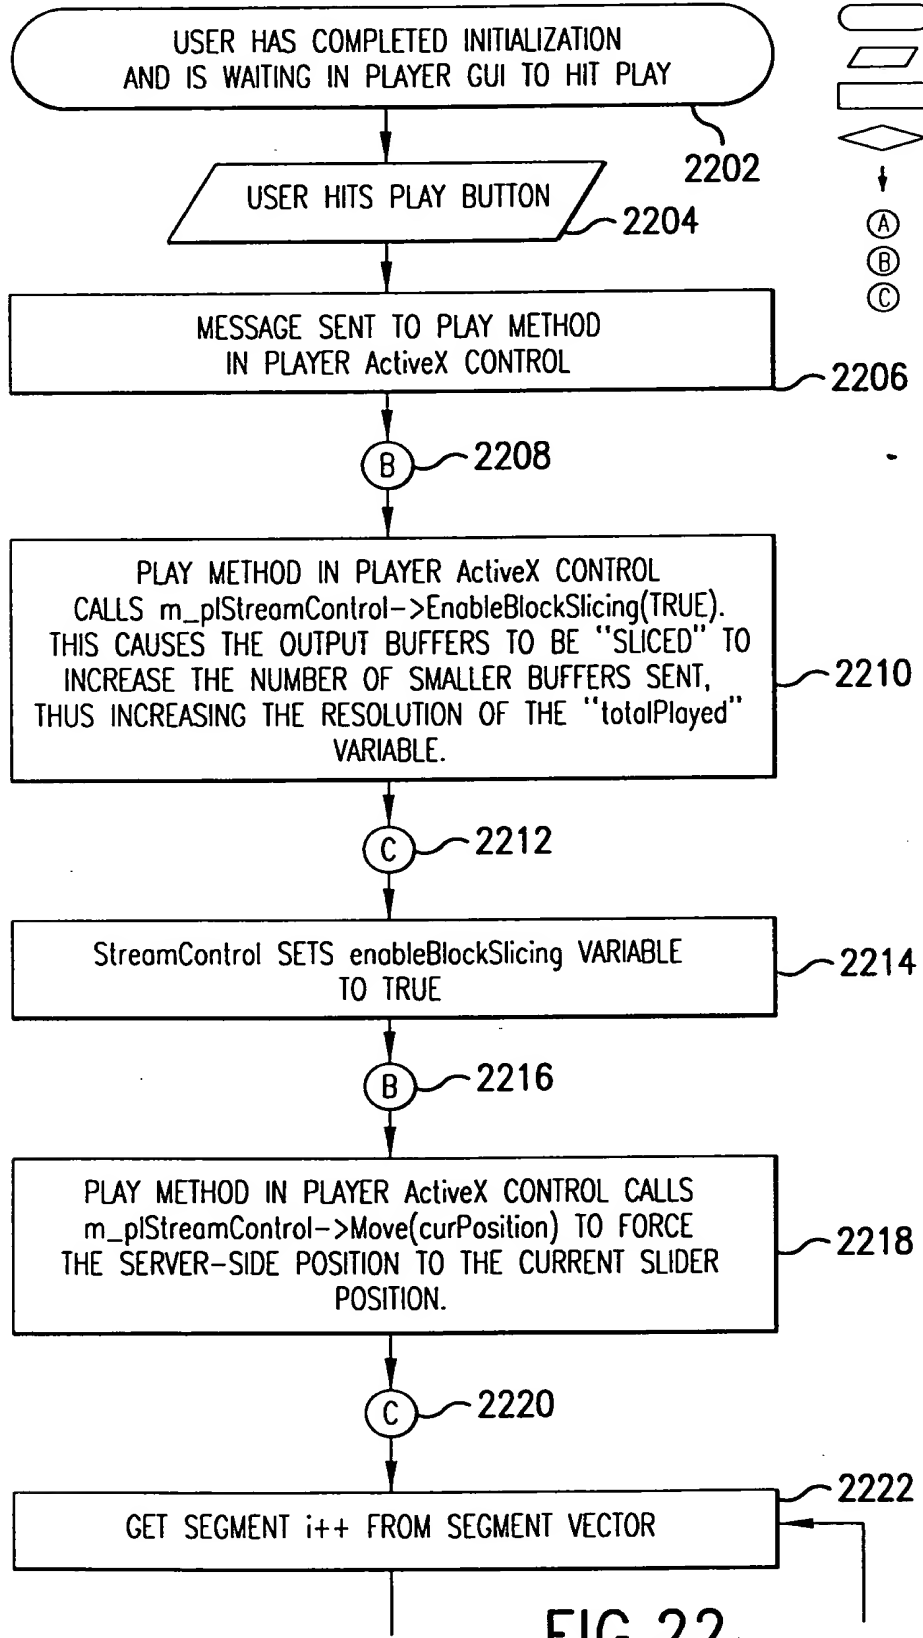 USER HAS COMPLETED INITIALIZATION
AND IS WAITING IN PLAYER GUI TO HIT PLAY
2202
USER HITS PLAY BUTTON
2204
A
B
C
MESSAGE SENT TO PLAY METHOD
IN PLAYER ActiveX CONTROL
2206
B
2208
PLAY METHOD IN PLAYER ActiveX CONTROL
CALLS m_plStreamControl->EnableBlockSlicing(TRUE).
THIS CAUSES THE OUTPUT BUFFERS TO BE "SLICED" TO
INCREASE THE NUMBER OF SMALLER BUFFERS SENT,
THUS INCREASING THE RESOLUTION OF THE "totalPlayed"
VARIABLE.
2210
C
2212
StreamControl SETS enableBlockSlicing VARIABLE
TO TRUE
2214
B
2216
PLAY METHOD IN PLAYER ActiveX CONTROL CALLS
m_plStreamControl->Move(curPosition) TO FORCE
THE SERVER-SIDE POSITION TO THE CURRENT SLIDER
POSITION.
2218
C
2220
2222
GET SEGMENT i++ FROM SEGMENT VECTOR
FIG.22